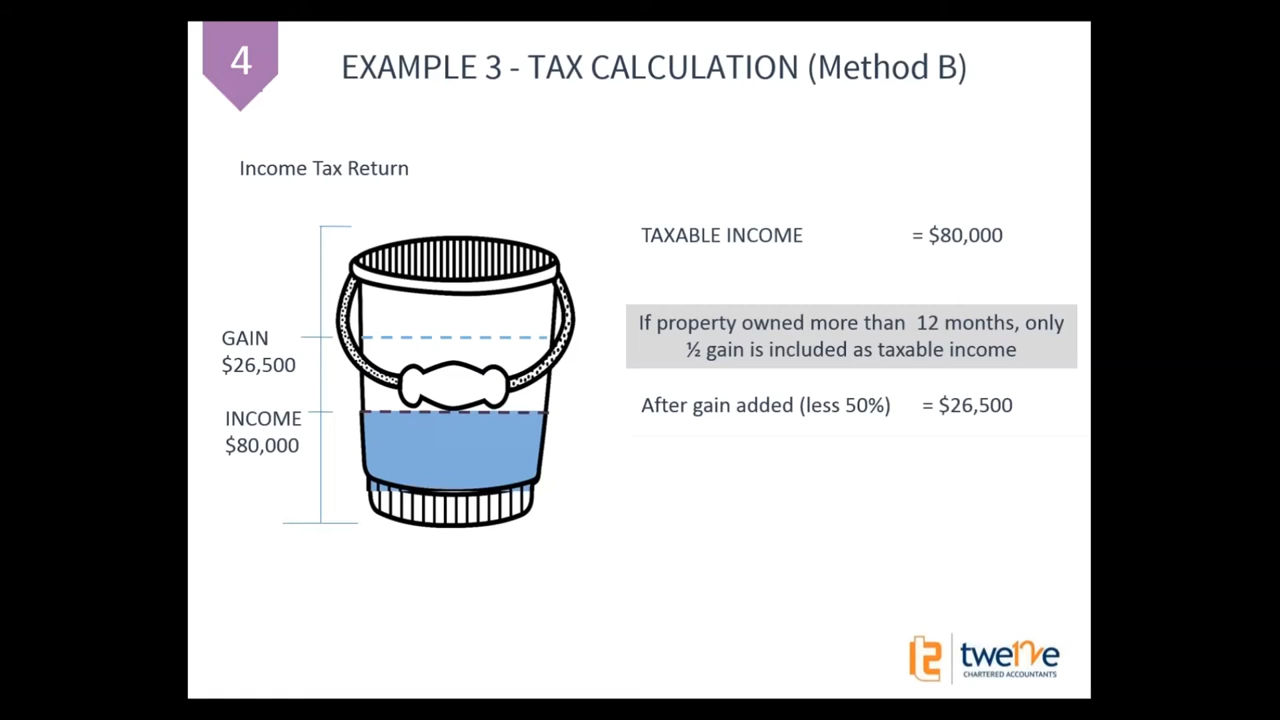 4
EXAMPLE 3 - TAX CALCULATION (Method B)
Income Tax Return
TAXABLE INCOME = $80,000
If property owned more than 12 months, only
½ gain is included as taxable income
After gain added (less 50%) = $26,500
GAIN
$26,500
INCOME
$80,000
12
twe12ve
CHARTERED ACCOUNTANTS